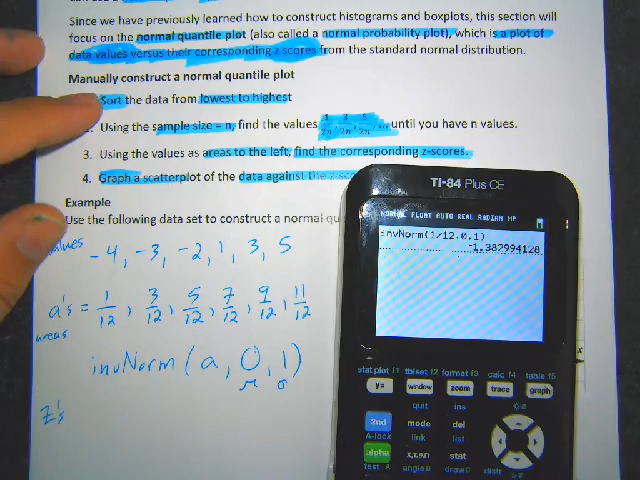 Since we have previously learned how to construct histograms and boxplots, this section will
focus on the normal quantile plot (also called a normal probability plot), which is a plot of
data values versus their corresponding z scores from the standard normal distribution.
Manually construct a normal quantile plot
Sort the data from lowest to highest
2. Using the sample size = n, find the values 1/2n, 3/2n, 5/2n, ... until you have n values.
3. Using the values as areas to the left, find the corresponding z-scores.
4. Graph a scatterplot of the data against the z-sc
Example
Use the following data set to construct a normal qu
values -4, -3, -2, 1, 3, 5
a's = 1/12, 3/12, 5/12, 7/12, 9/12, 11/12
areas
invNorm (a, 0, 1)
μ σ
z's
TI-84 Plus CE
NORMAL FLOAT AUTO REAL RADIAN MP
invNorm(1/12,0,1)
-1.382994128
stat plot f1 tblset f2 format f3 calc f4 table f5
y= window zoom trace graph
quit ins
2nd mode del
A-lock link list
alpha X,T,θ,n stat
test A angle B draw C distr
x